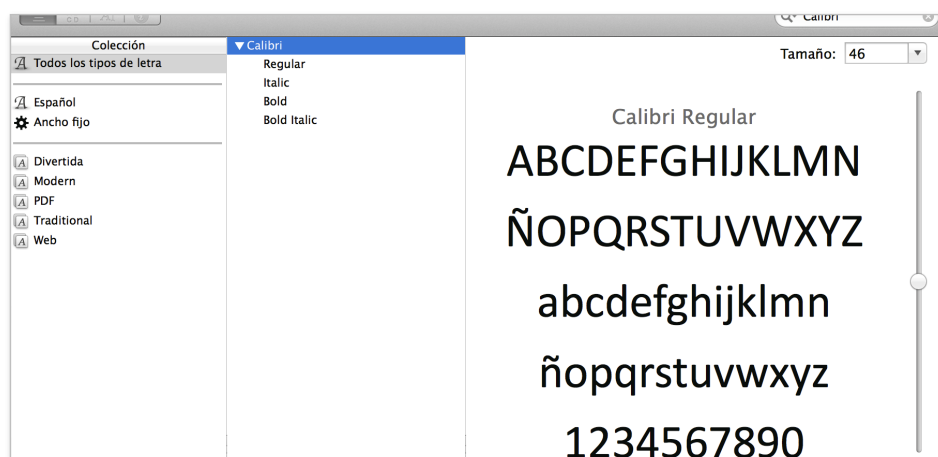 Calibri
Colección
Todos los tipos de letra
Español
Ancho fijo
Divertida
Modern
PDF
Traditional
Web
Calibri
Regular
Italic
Bold
Bold Italic
Tamaño: 46
Calibri Regular
ABCDEFGHIJKLMN
ÑOPQRSTUVWXYZ
abcdefghijklmn
ñopqrstuvwxyz
1234567890